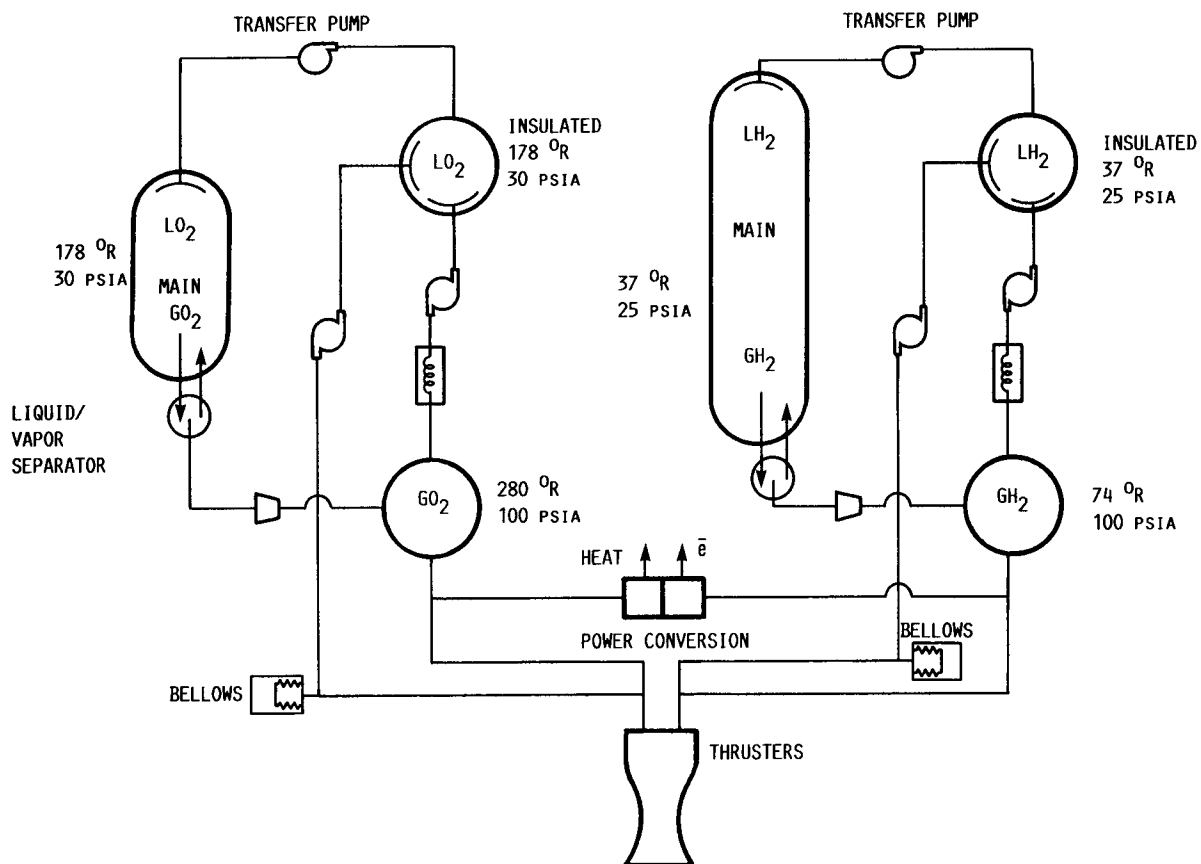 TRANSFER PUMP
TRANSFER PUMP
INSULATED
178 °R
30 PSIA
LO2
LO2
178 °R
30 PSIA
MAIN
GO2
LIQUID/
VAPOR
SEPARATOR
GO2
280 °R
100 PSIA
LH2
MAIN
37 °R
25 PSIA
GH2
LH2
INSULATED
37 °R
25 PSIA
GH2
74 °R
100 PSIA
HEAT
ē
POWER CONVERSION
BELLOWS
BELLOWS
THRUSTERS